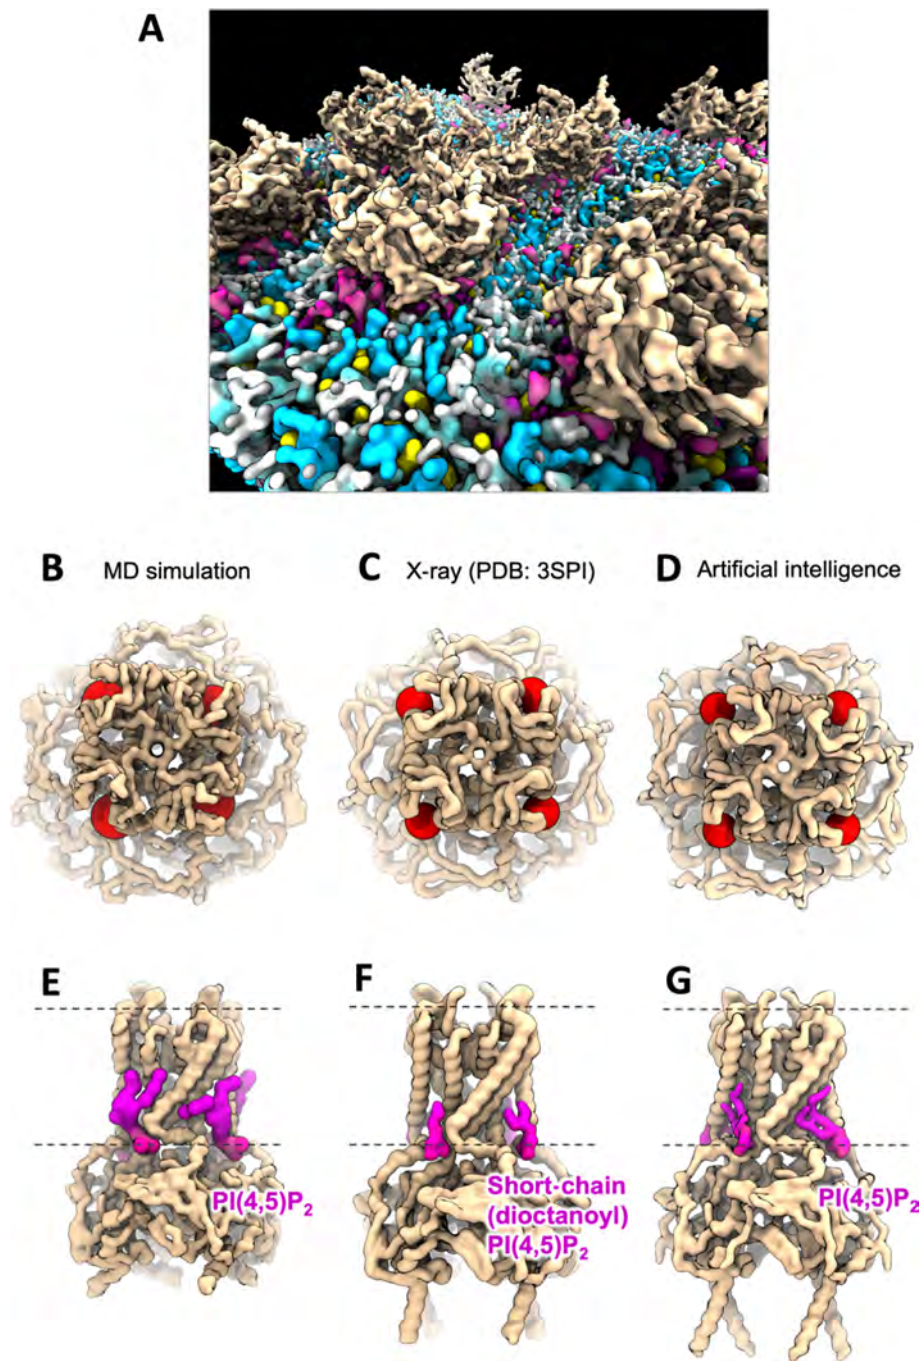 A
B MD simulation
C X-ray (PDB: 3SPI)
D Artificial intelligence
E
F
G
PI(4,5)P₂
Short-chain
(dioctanoyl)
PI(4,5)P₂
PI(4,5)P₂